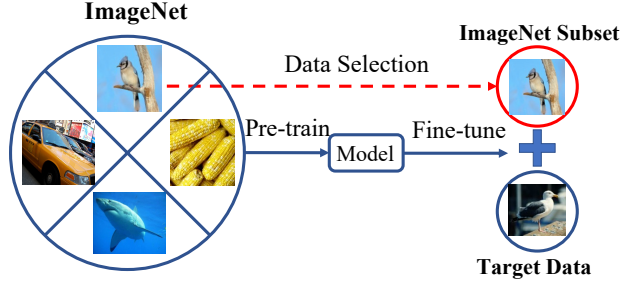 ImageNet
ImageNet Subset
Data Selection
Pre-train
Model
Fine-tune
Target Data